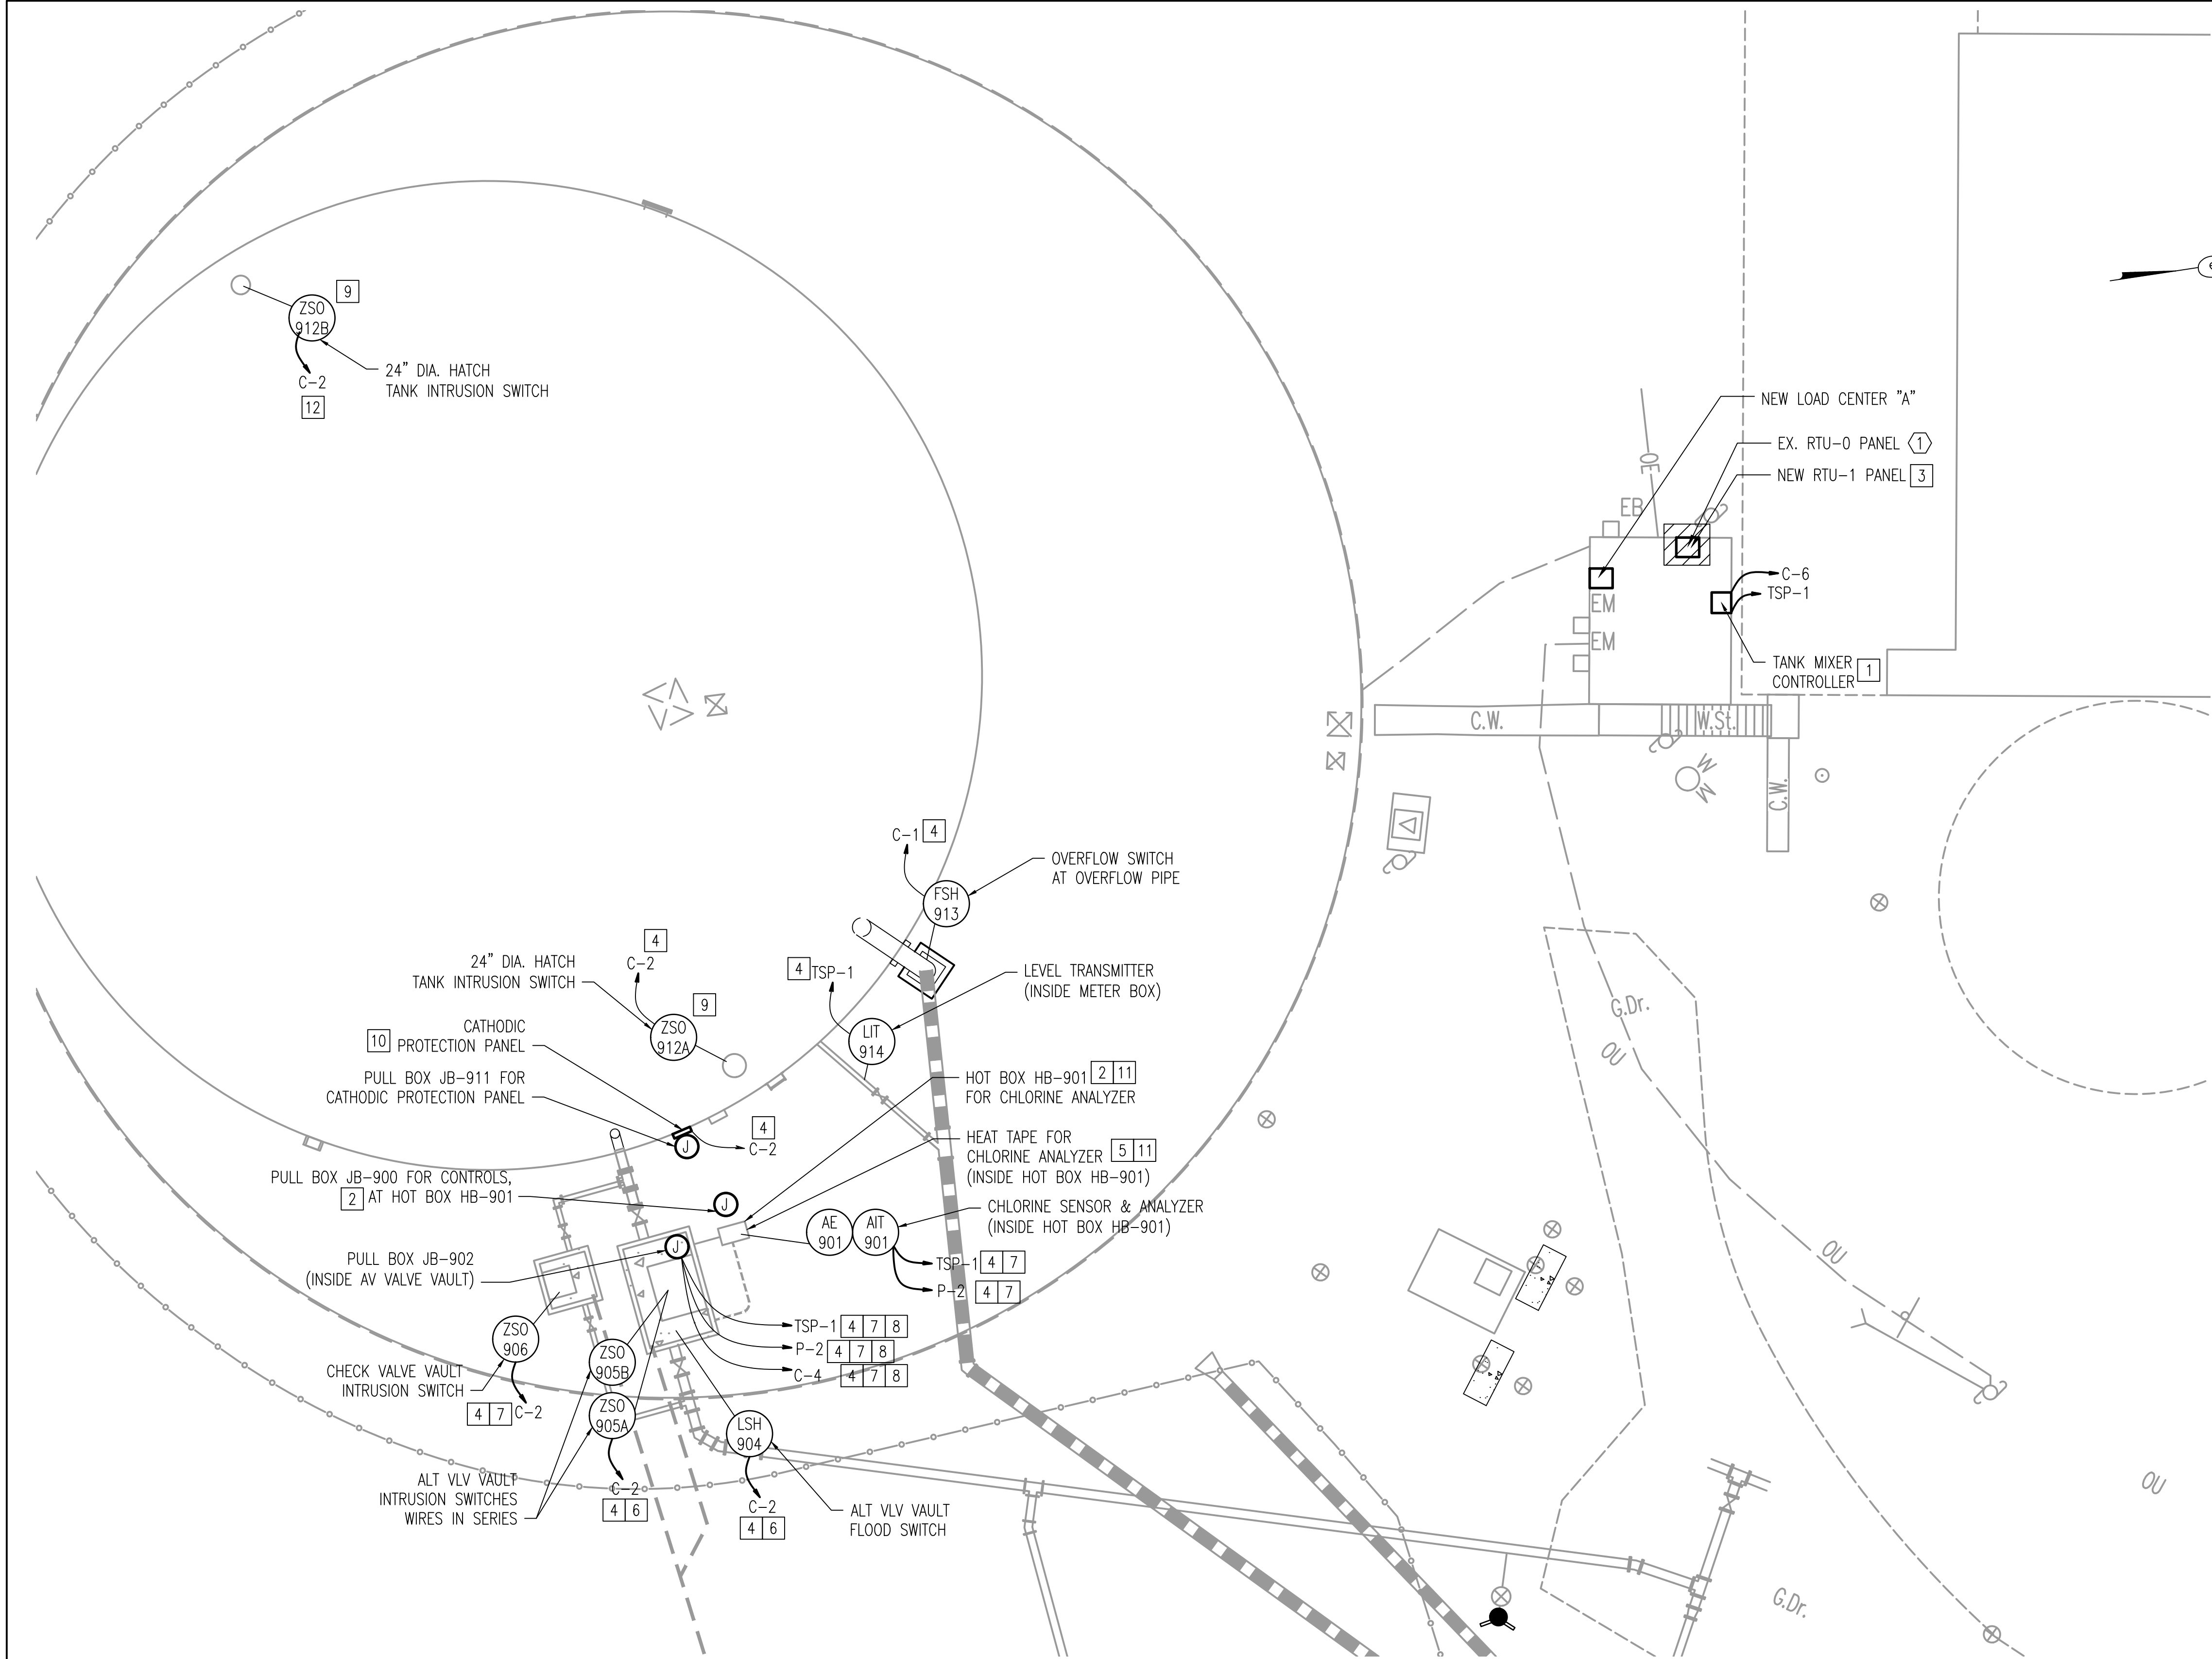 9
ZSO
912B
24" DIA. HATCH
TANK INTRUSION SWITCH
C-2
12
NEW LOAD CENTER "A"
EX. RTU-0 PANEL 1
NEW RTU-1 PANEL 3
OE
EB
C-6
TSP-1
EM
EM
TANK MIXER
CONTROLLER 1
C.W.
W.St.
W
W
C.W.
C-1 4
OVERFLOW SWITCH
AT OVERFLOW PIPE
FSH
913
4
C-2
24" DIA. HATCH
TANK INTRUSION SWITCH
4 TSP-1
LEVEL TRANSMITTER
(INSIDE METER BOX)
9
ZSO
912A
LIT
914
G.Dr.
OU
CATHODIC
10 PROTECTION PANEL
PULL BOX JB-911 FOR
CATHODIC PROTECTION PANEL
HOT BOX HB-901 2 11
FOR CHLORINE ANALYZER
4
C-2
J
HEAT TAPE FOR
CHLORINE ANALYZER 5 11
(INSIDE HOT BOX HB-901)
PULL BOX JB-900 FOR CONTROLS,
2 AT HOT BOX HB-901
J
CHLORINE SENSOR & ANALYZER
(INSIDE HOT BOX HB-901)
AE
901
AIT
901
PULL BOX JB-902
(INSIDE AV VALVE VAULT)
J
TSP-1 4 7
P-2 4 7
OU
TSP-1 4 7 8
P-2 4 7 8
C-4 4 7 8
ZSO
906
ZSO
905B
CHECK VALVE VAULT
INTRUSION SWITCH
4 7 C-2
ZSO
905A
LSH
904
ALT VLV VAULT
INTRUSION SWITCHES
WIRES IN SERIES
C-2
4 6
C-2
4 6
ALT VLV VAULT
FLOOD SWITCH
OU
G.Dr.